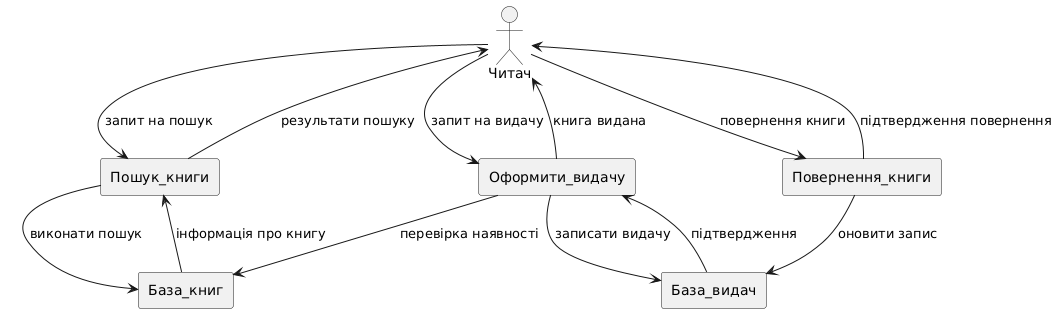 Читач
запит на пошук
результати пошуку
запит на видачу
книга видана
повернення книги
підтвердження повернення
Пошук_книги
Оформити_видачу
Повернення_книги
виконати пошук
інформація про книгу
перевірка наявності
записати видачу
підтвердження
оновити запис
База_книг
База_видач